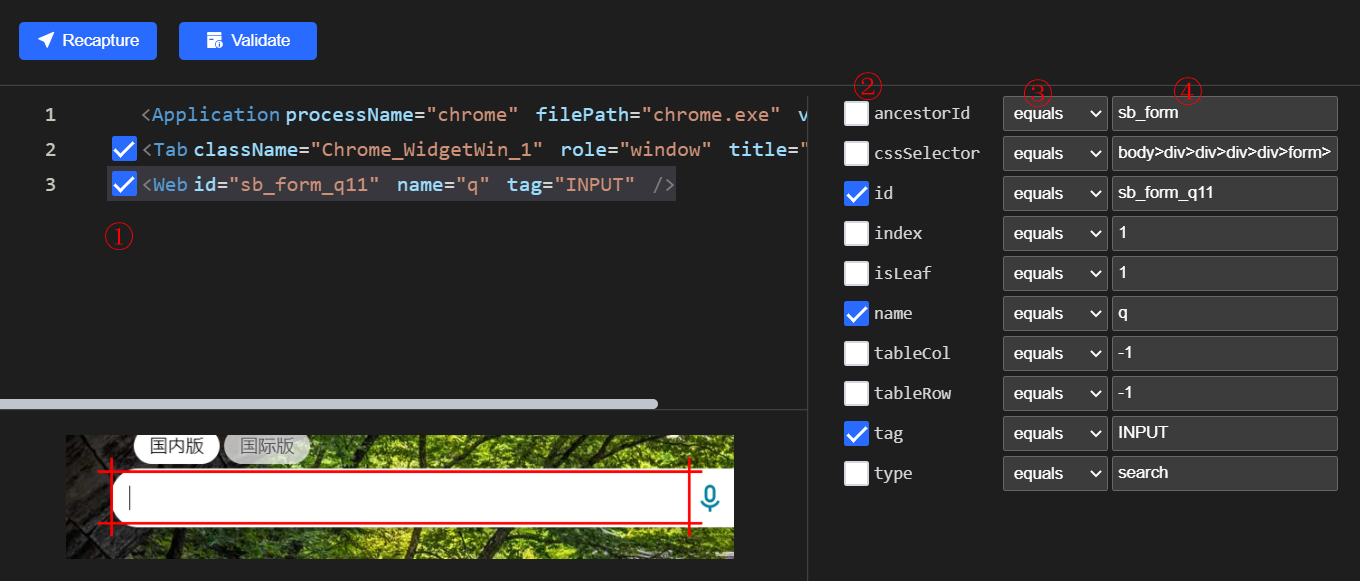 Recapture Validate
1 <Application processName="chrome" filePath="chrome.exe" v
2 <Tab className="Chrome_WidgetWin_1" role="window" title="
3 <Web id="sb_form_q11" name="q" tag="INPUT" />
①
② ③ ④
ancestorId equals sb_form
cssSelector equals body>div>div>div>div>form>
id equals sb_form_q11
index equals 1
isLeaf equals 1
name equals q
tableCol equals -1
tableRow equals -1
tag equals INPUT
type equals search
国内版 国际版